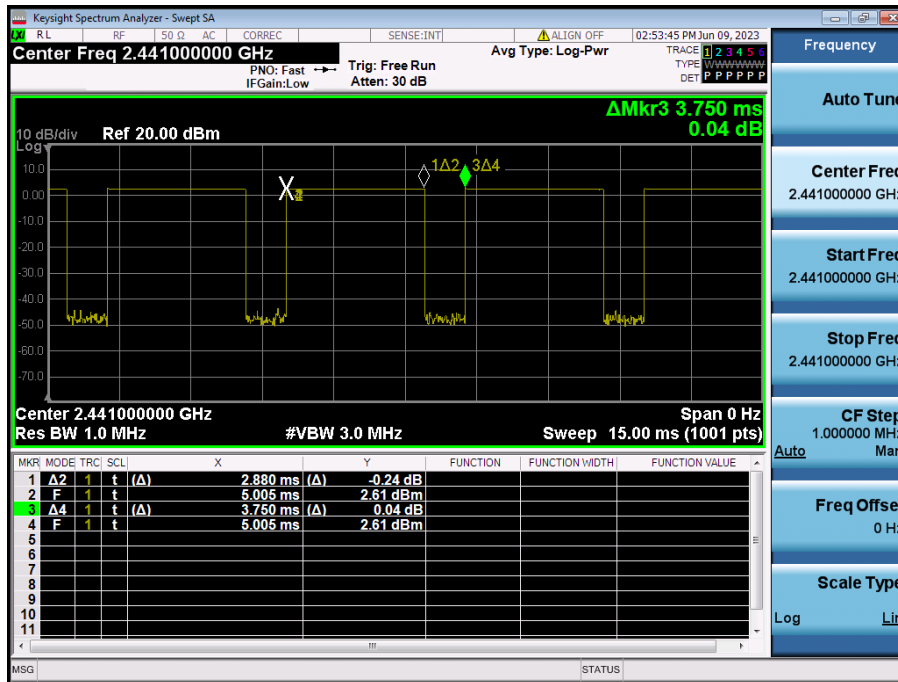 Keysight Spectrum Analyzer - Swept SA
LXI RL RF 50 Ω AC CORREC SENSE:INT ALIGN OFF 02:53:45 PM Jun 09, 2023
Center Freq 2.441000000 GHz
PNO: Fast
IFGain:Low
Trig: Free Run
Atten: 30 dB
Avg Type: Log-Pwr
TRACE 1 2 3 4 5 6
TYPE WWWWWW
DET P P P P P P
ΔMkr3 3.750 ms
0.04 dB
10 dB/div Ref 20.00 dBm
Log
1Δ2 3Δ4
10.0
0.00
-10.0
-20.0
-30.0
-40.0
-50.0
-60.0
-70.0
Center 2.441000000 GHz Span 0 Hz
Res BW 1.0 MHz #VBW 3.0 MHz Sweep 15.00 ms (1001 pts)
MKR MODE TRC SCL X Y FUNCTION FUNCTION WIDTH FUNCTION VALUE
1 Δ2 1 t (Δ) 2.880 ms (Δ) -0.24 dB
2 F 1 t 5.005 ms 2.61 dBm
3 Δ4 1 t (Δ) 3.750 ms (Δ) 0.04 dB
4 F 1 t 5.005 ms 2.61 dBm
5
6
7
8
9
10
11
MSG STATUS
Frequency
Auto Tune
Center Freq
2.441000000 GHz
Start Freq
2.441000000 GHz
Stop Freq
2.441000000 GHz
CF Step
1.000000 MHz
Auto Man
Freq Offset
0 Hz
Scale Type
Log Lin